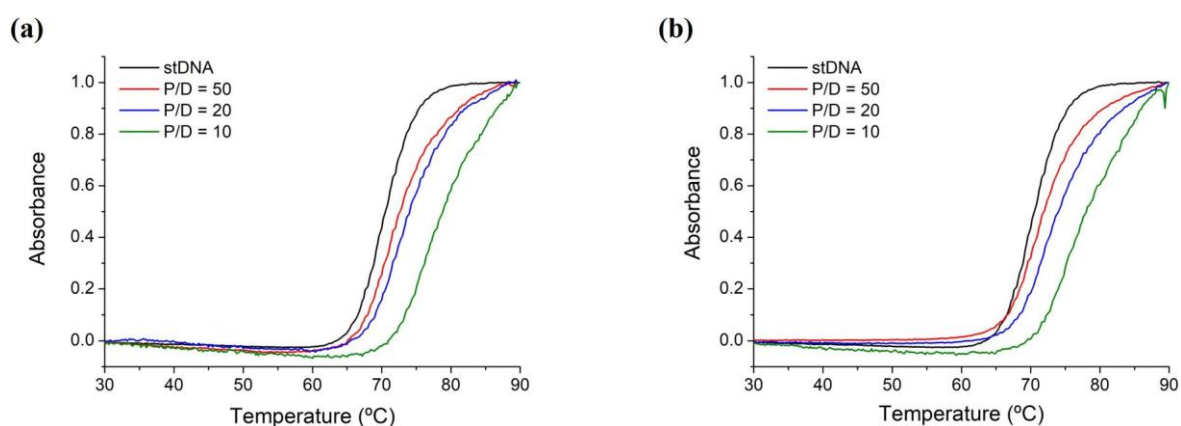 (a)
stDNA
P/D = 50
P/D = 20
P/D = 10
1.0
0.8
0.6
0.4
0.2
0.0
Absorbance
30 40 50 60 70 80 90
Temperature (ºC)
(b)
stDNA
P/D = 50
P/D = 20
P/D = 10
1.0
0.8
0.6
0.4
0.2
0.0
Absorbance
30 40 50 60 70 80 90
Temperature (ºC)